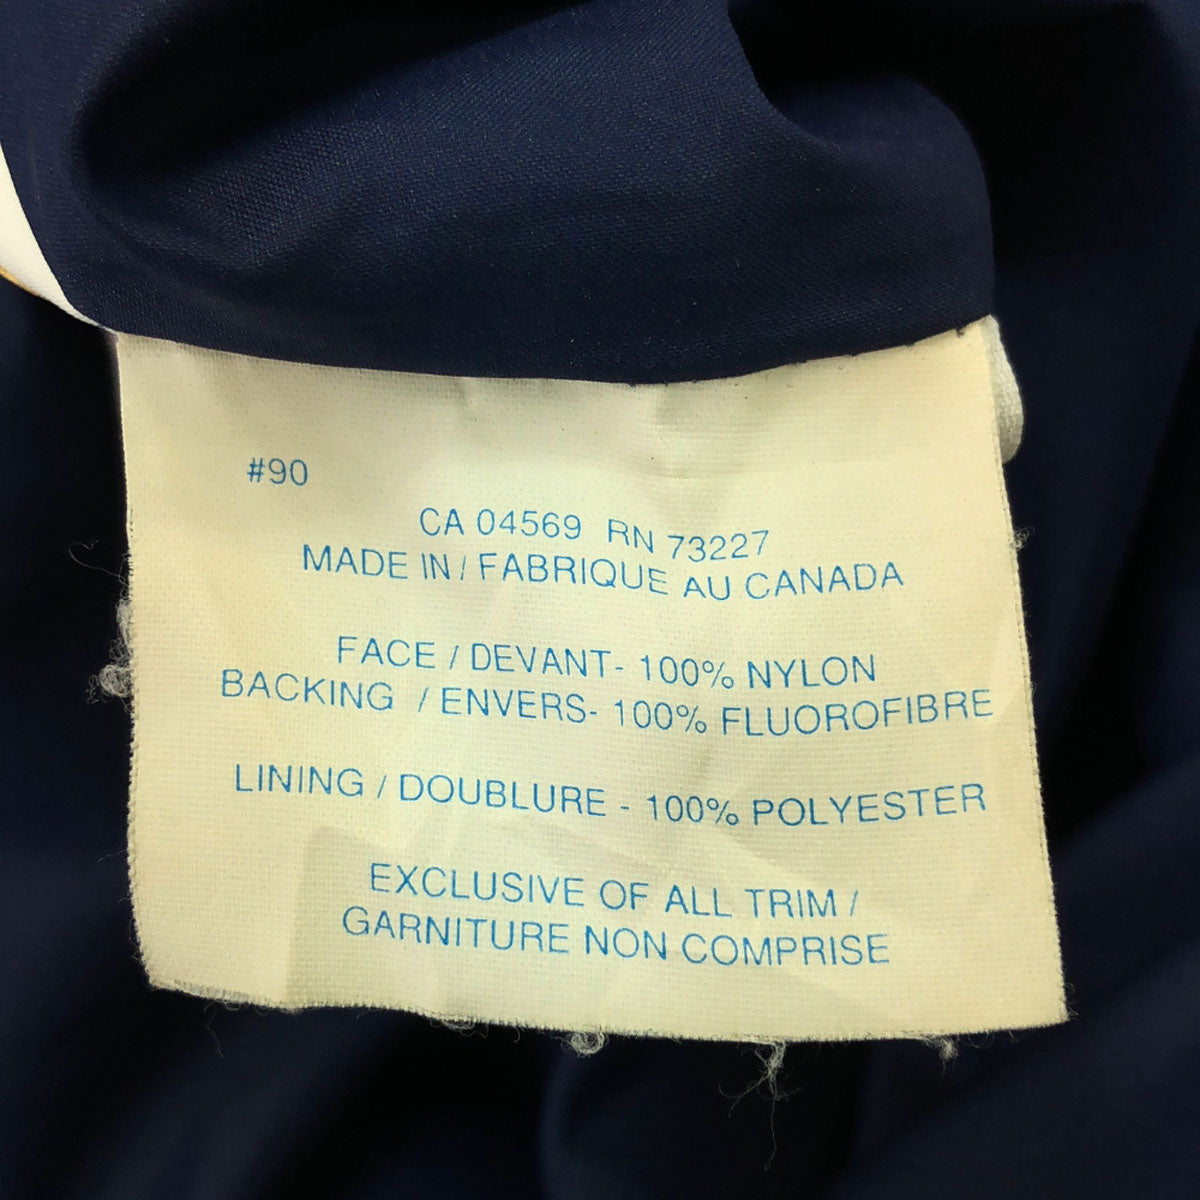 #90
CA 04569 RN 73227
MADE IN / FABRIQUE AU CANADA
FACE / DEVANT- 100% NYLON
BACKING / ENVERS- 100% FLUOROFIBRE
LINING / DOUBLURE - 100% POLYESTER
EXCLUSIVE OF ALL TRIM /
GARNITURE NON COMPRISE